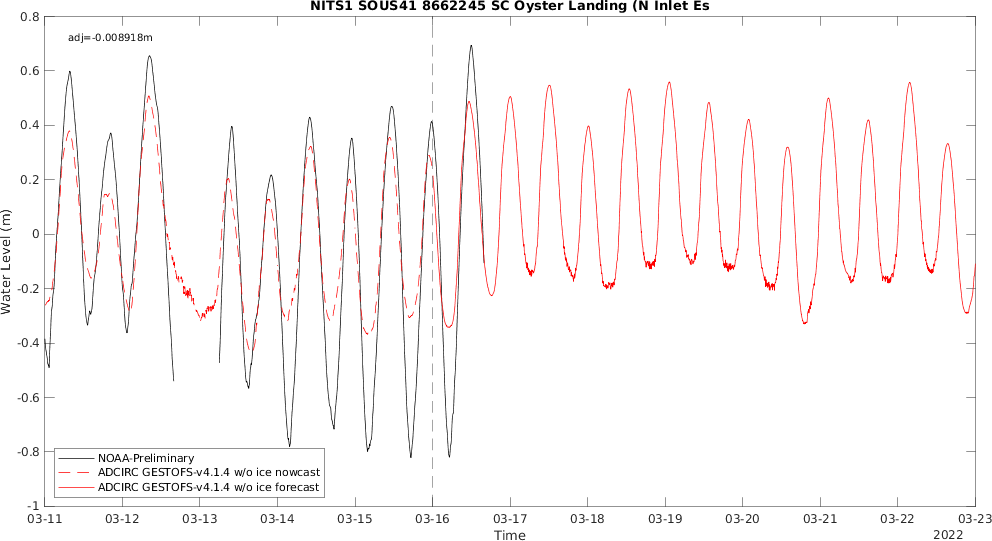 NITS1 SOUS41 8662245 SC Oyster Landing (N Inlet Es
adj=-0.008918m
Water Level (m)
0.8
0.6
0.4
0.2
0
-0.2
-0.4
-0.6
-0.8
-1
NOAA-Preliminary
ADCIRC GESTOFS-v4.1.4 w/o ice nowcast
ADCIRC GESTOFS-v4.1.4 w/o ice forecast
03-11 03-12 03-13 03-14 03-15 03-16 03-17 03-18 03-19 03-20 03-21 03-22 03-23
Time
2022